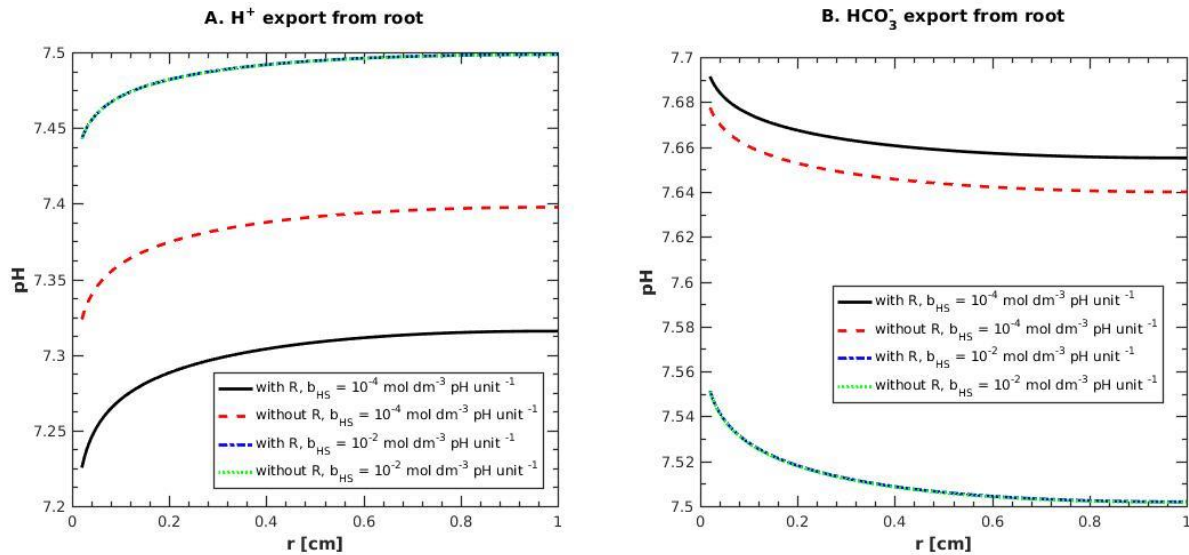 A. H⁺ export from root
7.5
7.45
7.4
7.35
7.3
7.25
7.2
pH
with R, b_HS = 10⁻⁴ mol dm⁻³ pH unit ⁻¹
without R, b_HS = 10⁻⁴ mol dm⁻³ pH unit ⁻¹
with R, b_HS = 10⁻² mol dm⁻³ pH unit ⁻¹
without R, b_HS = 10⁻² mol dm⁻³ pH unit ⁻¹
0 0.2 0.4 0.6 0.8 1
r [cm]
B. HCO₃⁻ export from root
7.7
7.68
7.66
7.64
7.62
7.6
7.58
7.56
7.54
7.52
7.5
pH
with R, b_HS = 10⁻⁴ mol dm⁻³ pH unit ⁻¹
without R, b_HS = 10⁻⁴ mol dm⁻³ pH unit ⁻¹
with R, b_HS = 10⁻² mol dm⁻³ pH unit ⁻¹
without R, b_HS = 10⁻² mol dm⁻³ pH unit ⁻¹
0 0.2 0.4 0.6 0.8 1
r [cm]